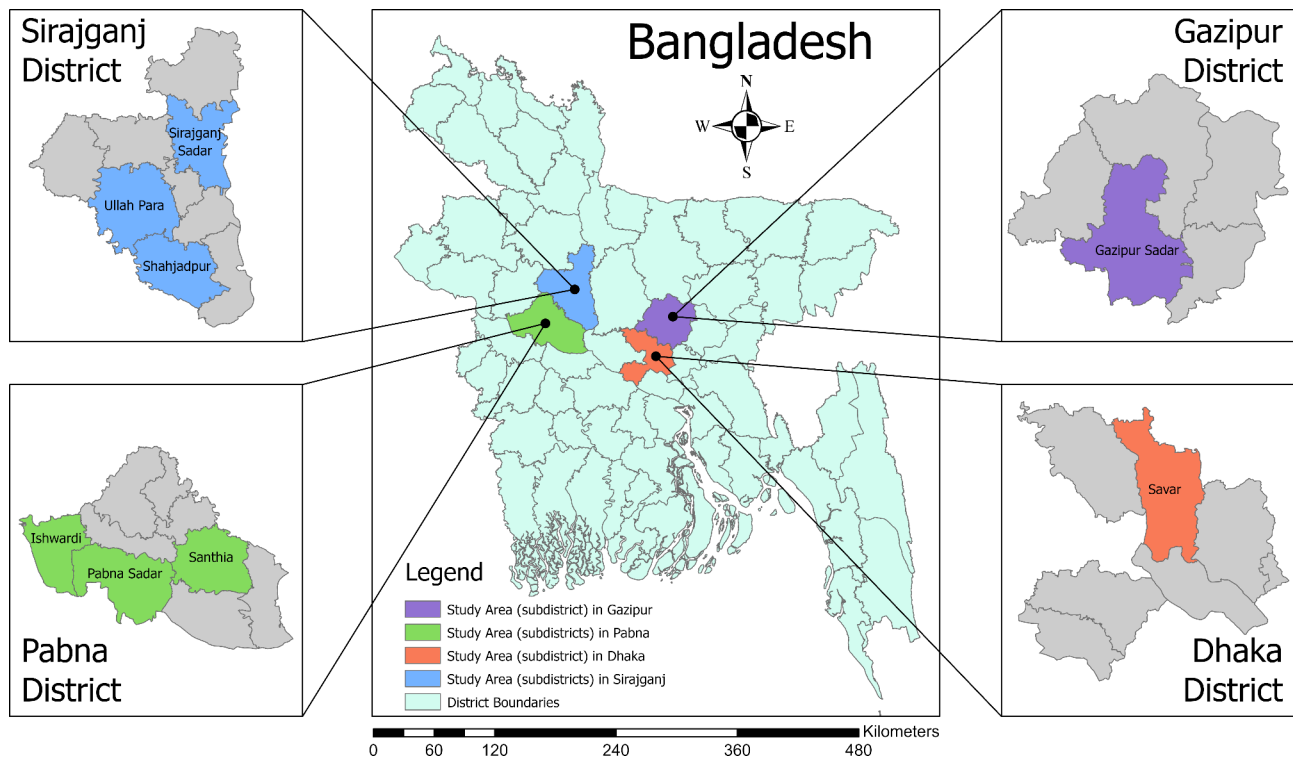 Sirajganj
District
Sirajganj
Sadar
Ullah Para
Shahjadpur
Bangladesh
N
W
E
S
Gazipur
District
Gazipur Sadar
Ishwardi
Pabna Sadar
Santhia
Pabna
District
Savar
Dhaka
District
Legend
Study Area (subdistrict) in Gazipur
Study Area (subdistricts) in Pabna
Study Area (subdistrict) in Dhaka
Study Area (subdistricts) in Sirajganj
District Boundaries
Kilometers
0 60 120 240 360 480